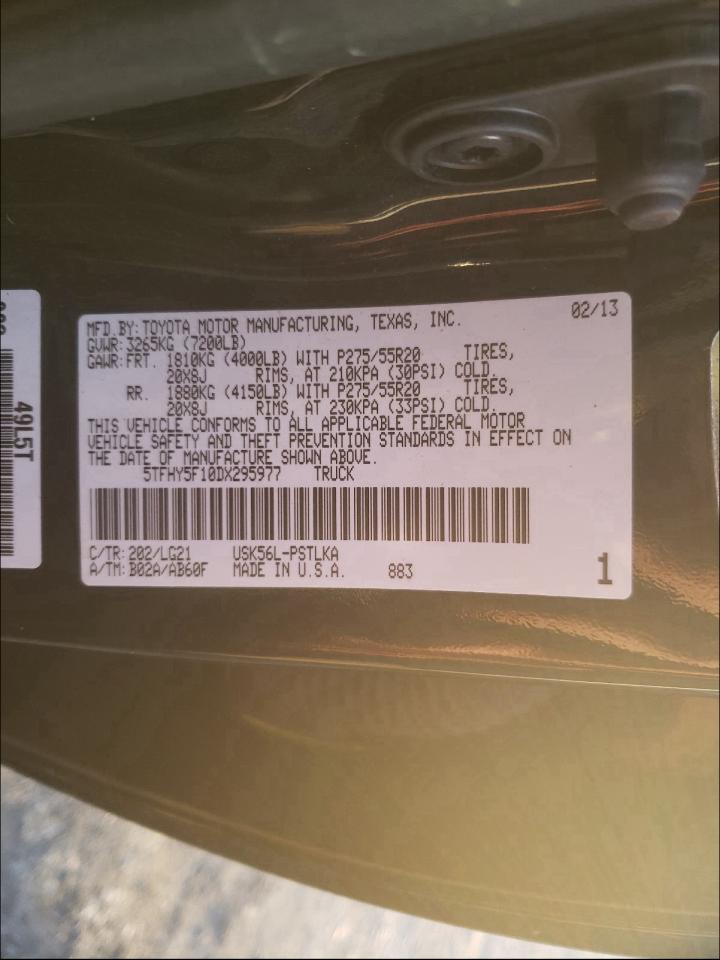 MFD.BY: TOYOTA MOTOR MANUFACTURING, TEXAS, INC. 02/13
GVWR: 3265KG (7200LB)
GAWR: FRT. 1810KG (4000LB) WITH P275/55R20 TIRES,
20X8J RIMS, AT 210KPA (30PSI) COLD.
RR. 1880KG (4150LB) WITH P275/55R20 TIRES,
20X8J RIMS, AT 230KPA (33PSI) COLD.
THIS VEHICLE CONFORMS TO ALL APPLICABLE FEDERAL MOTOR
VEHICLE SAFETY AND THEFT PREVENTION STANDARDS IN EFFECT ON
THE DATE OF MANUFACTURE SHOWN ABOVE.
5TFHY5F10DX295977 TRUCK
C/TR: 202/LG21 USK56L-PSTLKA
A/TM: B02A/AB60F MADE IN U.S.A. 883 1
49L5T